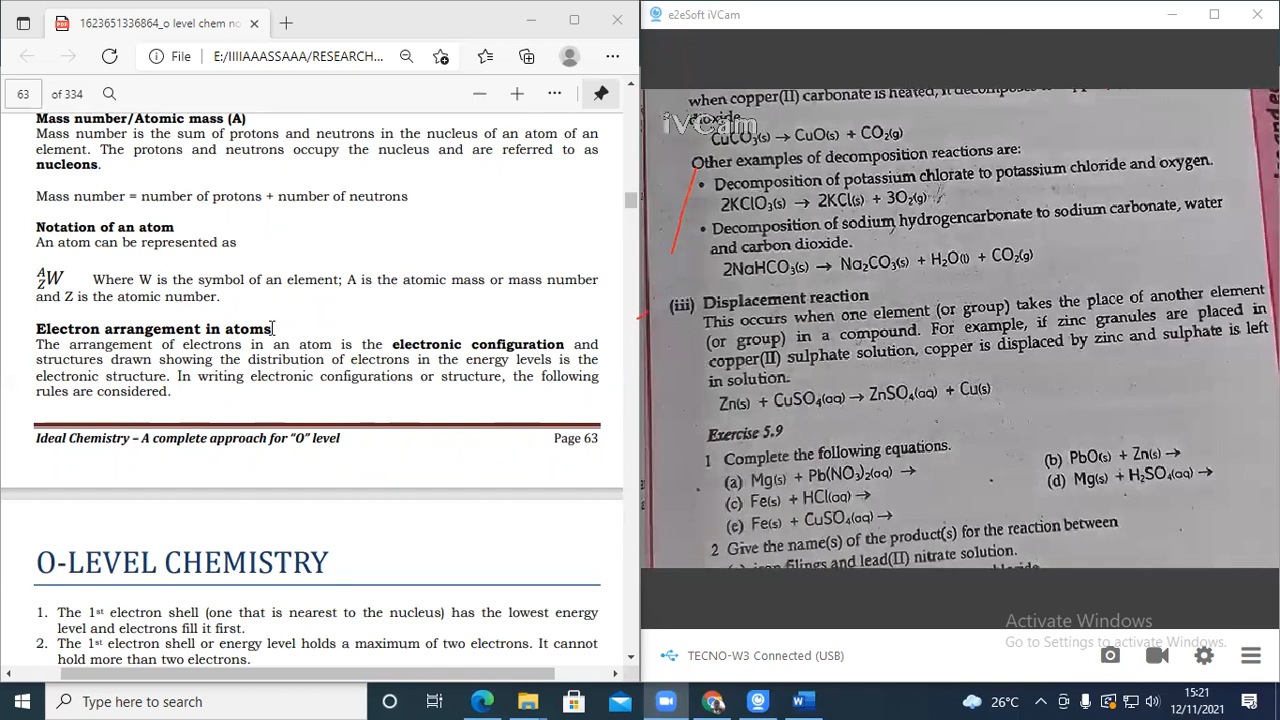 1623651336864_o level chem no
File
E:/IIIIAAASSAAA/RESEARCH...
63 of 334
Mass number/Atomic mass (A)
Mass number is the sum of protons and neutrons in the nucleus of an atom of an
element. The protons and neutrons occupy the nucleus and are referred to as
nucleons.
Mass number = number of protons + number of neutrons
Notation of an atom
An atom can be represented as
A Z W Where W is the symbol of an element; A is the atomic mass or mass number
and Z is the atomic number.
Electron arrangement in atoms
The arrangement of electrons in an atom is the electronic configuration and
structures drawn showing the distribution of electrons in the energy levels is the
electronic structure. In writing electronic configurations or structure, the following
rules are considered.
Ideal Chemistry – A complete approach for “O” level Page 63
O-LEVEL CHEMISTRY
1. The 1st electron shell (one that is nearest to the nucleus) has the lowest energy
level and electrons fill it first.
2. The 1st electron shell or energy level holds a maximum of two electrons. It cannot
hold more than two electrons.
e2eSoft iVCam
when copper(II) carbonate is heated, it
dioxide.
iVCam
CuCO₃(s) → CuO(s) + CO₂(g)
Other examples of decomposition reactions are:
• Decomposition of potassium chlorate to potassium chloride and oxygen.
2KClO₃(s) → 2KCl(s) + 3O₂(g)
• Decomposition of sodium hydrogencarbonate to sodium carbonate, water
and carbon dioxide.
2NaHCO₃(s) → Na₂CO₃(s) + H₂O(l) + CO₂(g)
(iii) Displacement reaction
This occurs when one element (or group) takes the place of another element
(or group) in a compound. For example, if zinc granules are placed in
copper(II) sulphate solution, copper is displaced by zinc and sulphate is left
in solution.
Zn(s) + CuSO₄(aq) → ZnSO₄(aq) + Cu(s)
Exercise 5.9
1 Complete the following equations.
(a) Mg(s) + Pb(NO₃)₂(aq) → (b) PbO(s) + Zn(s) →
(c) Fe(s) + HCl(aq) → (d) Mg(s) + H₂SO₄(aq) →
(e) Fe(s) + CuSO₄(aq) →
2 Give the name(s) of the product(s) for the reaction between
iron filings and lead(II) nitrate solution.
Activate Windows
Go to Settings to activate Windows.
TECNO-W3 Connected (USB)
Type here to search
26°C
15:21
12/11/2021